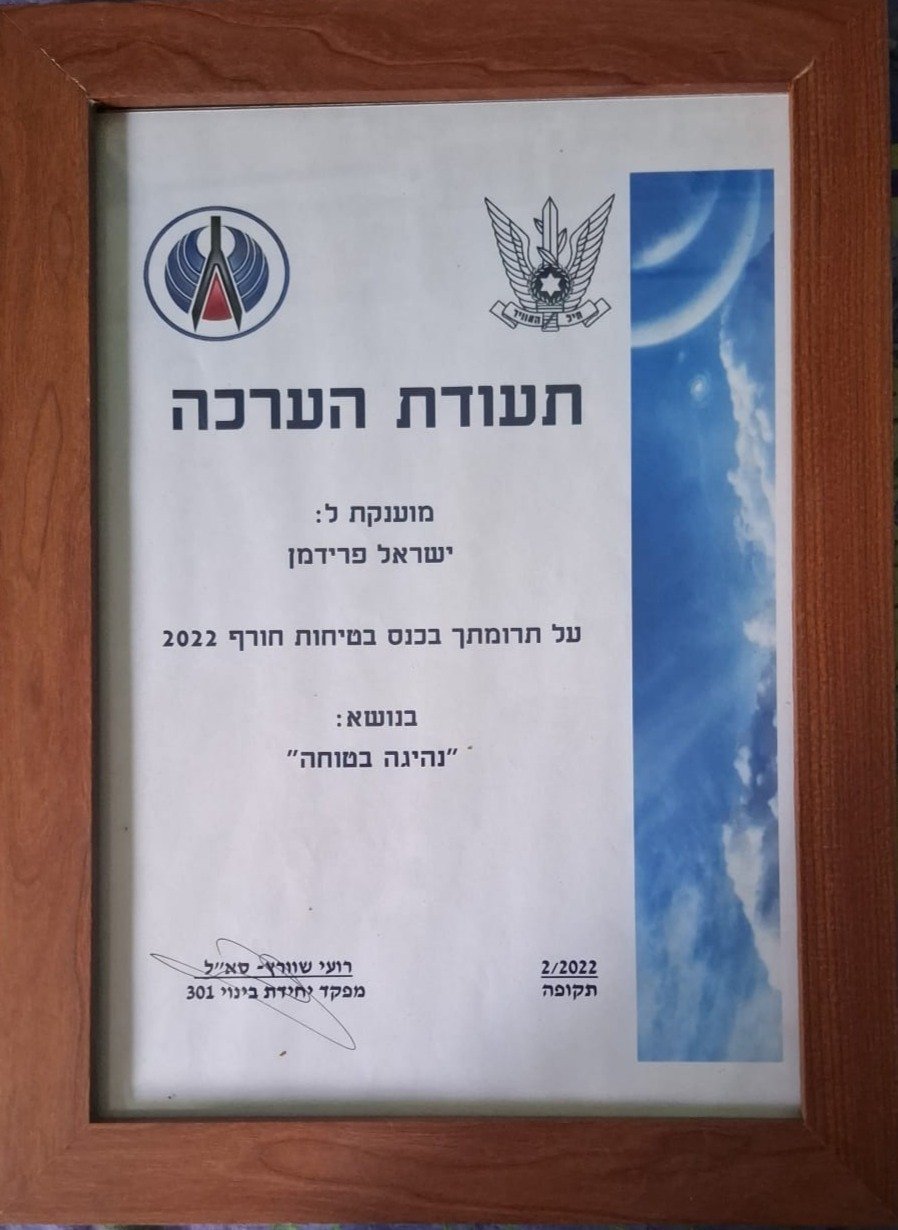 חיל האוויר
תעודת הערכה
מוענקת ל:
ישראל פרידמן
על תרומתך בכנס בטיחות חורף 2022
בנושא:
"נהיגה בטוחה"
2/2022
תקופה
רועי שוורץ- סא"ל
מפקד יחידת בינוי 301